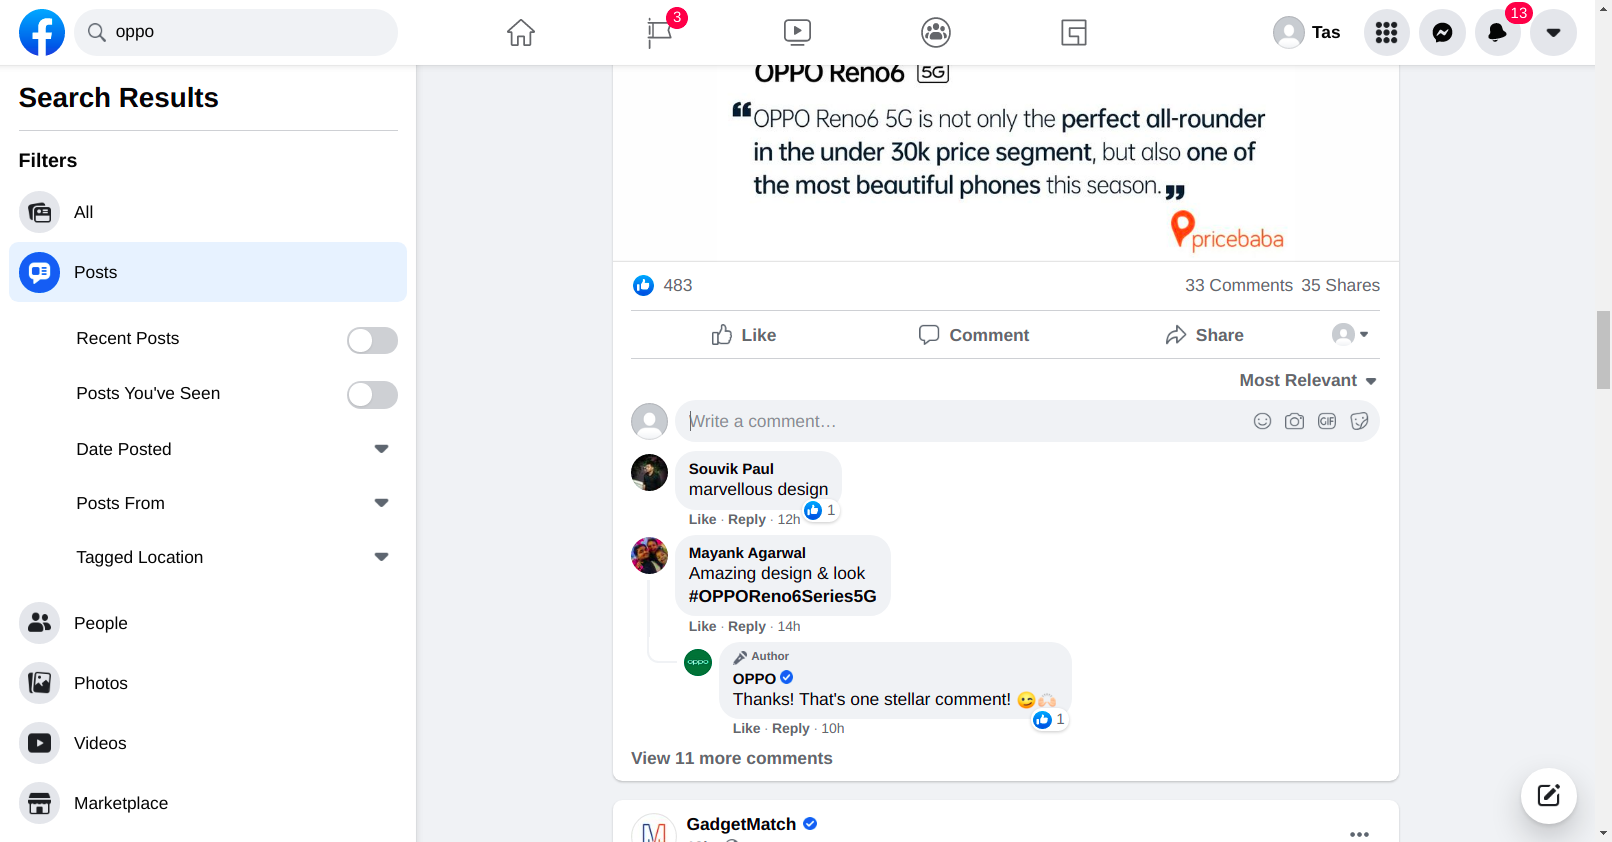 oppo
3
Tas
13
Search Results
Filters
All
Posts
Recent Posts
Posts You've Seen
Date Posted
Posts From
Tagged Location
People
Photos
Videos
Marketplace
OPPO Reno6 5G
“OPPO Reno6 5G is not only the perfect all-rounder
in the under 30k price segment, but also one of
the most beautiful phones this season.”
pricebaba
483
33 Comments 35 Shares
Like
Comment
Share
Most Relevant
Write a comment…
GIF
Souvik Paul
marvellous design
1
Like · Reply · 12h
Mayank Agarwal
Amazing design & look
#OPPOReno6Series5G
Like · Reply · 14h
oppo
Author
OPPO
Thanks! That's one stellar comment! 😉🙌🏻
1
Like · Reply · 10h
View 11 more comments
GadgetMatch